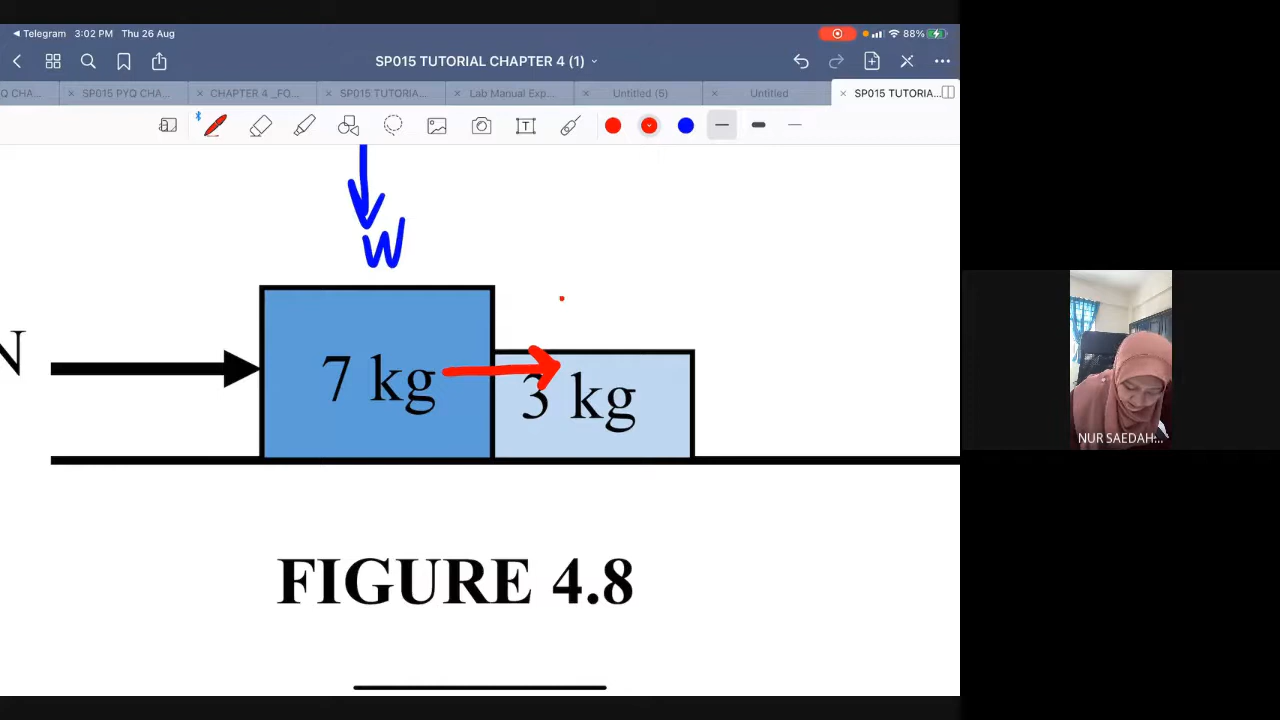 Telegram 3:02 PM Thu 26 Aug 88%
SP015 TUTORIAL CHAPTER 4 (1)
Q CHA... × SP015 PYQ CHA... × CHAPTER 4 _FO... × SP015 TUTORIA... × Lab Manual Exp... × Untitled (5) × Untitled × SP015 TUTORIA...
T
W
N
7 kg
3 kg
NUR SAEDAH:...
FIGURE 4.8